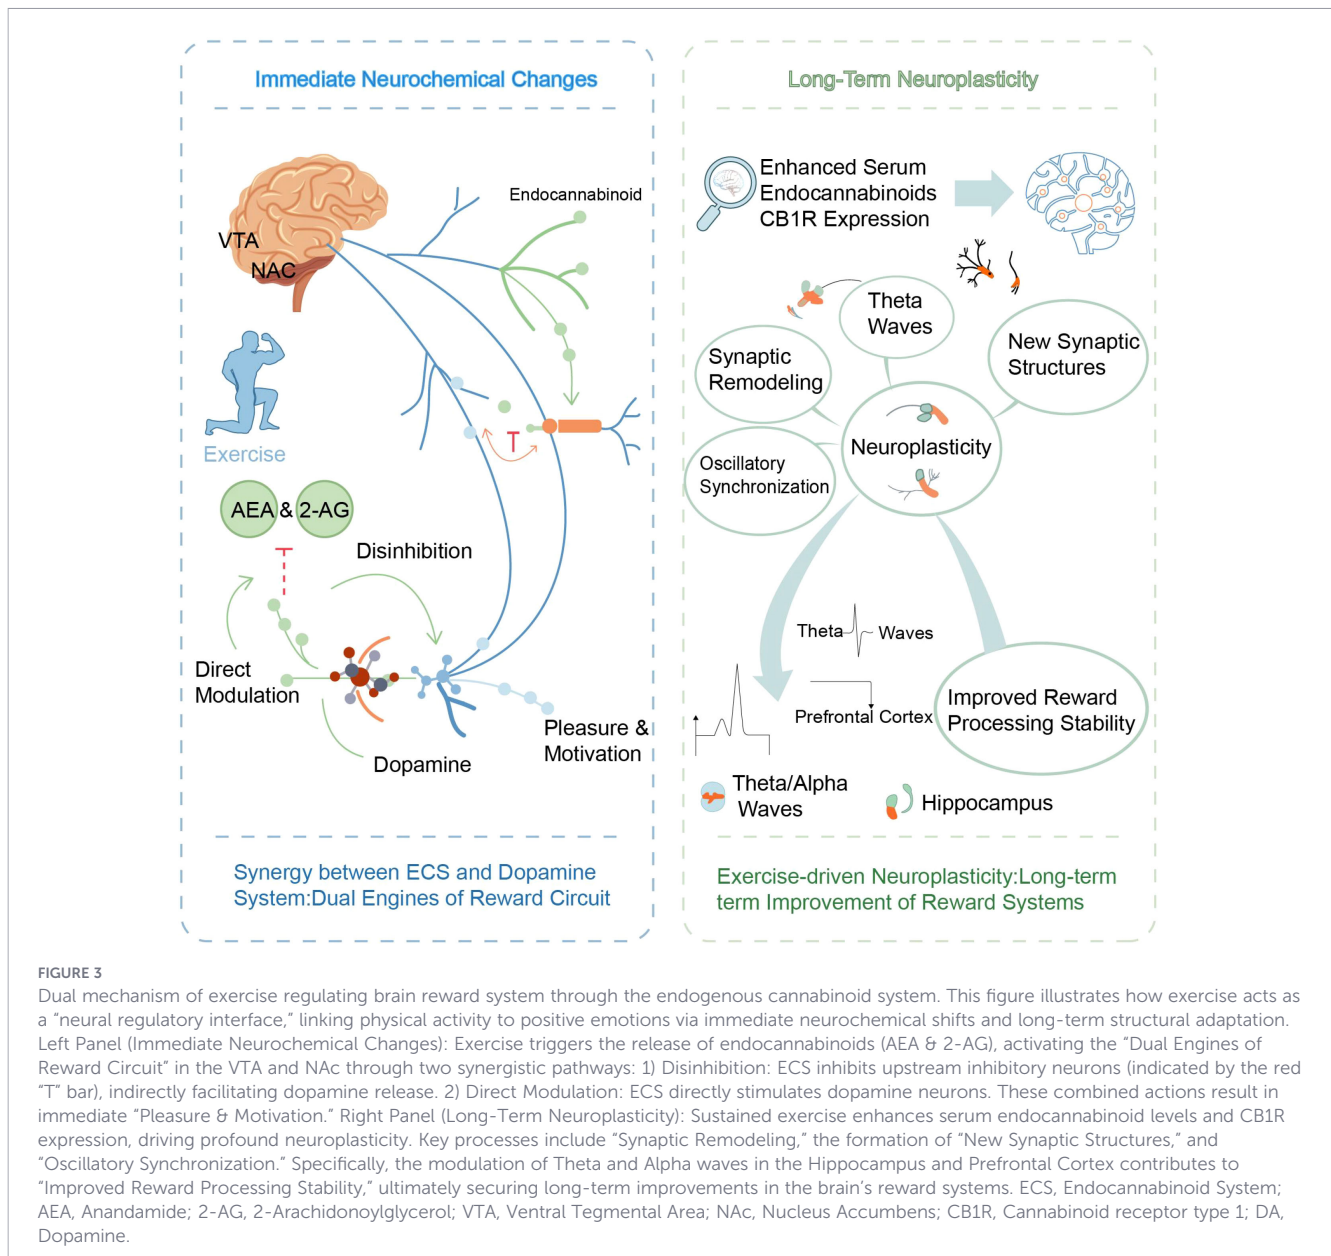 Immediate Neurochemical Changes
VTA
NAC
Endocannabinoid
Exercise
AEA & 2-AG
Disinhibition
Direct
Modulation
Dopamine
Pleasure &
Motivation
T
Synergy between ECS and Dopamine
System:Dual Engines of Reward Circuit
Long-Term Neuroplasticity
Enhanced Serum
Endocannabinoids
CB1R Expression
Theta
Waves
New Synaptic
Structures
Synaptic
Remodeling
Neuroplasticity
Oscillatory
Synchronization
Theta Waves
Prefrontal Cortex
Improved Reward
Processing Stability
Theta/Alpha
Waves
Hippocampus
Exercise-driven Neuroplasticity:Long-term
term Improvement of Reward Systems
FIGURE 3
Dual mechanism of exercise regulating brain reward system through the endogenous cannabinoid system. This figure illustrates how exercise acts as
a “neural regulatory interface,” linking physical activity to positive emotions via immediate neurochemical shifts and long-term structural adaptation.
Left Panel (Immediate Neurochemical Changes): Exercise triggers the release of endocannabinoids (AEA & 2-AG), activating the “Dual Engines of
Reward Circuit” in the VTA and NAc through two synergistic pathways: 1) Disinhibition: ECS inhibits upstream inhibitory neurons (indicated by the red
“T” bar), indirectly facilitating dopamine release. 2) Direct Modulation: ECS directly stimulates dopamine neurons. These combined actions result in
immediate “Pleasure & Motivation.” Right Panel (Long-Term Neuroplasticity): Sustained exercise enhances serum endocannabinoid levels and CB1R
expression, driving profound neuroplasticity. Key processes include “Synaptic Remodeling,” the formation of “New Synaptic Structures,” and
“Oscillatory Synchronization.” Specifically, the modulation of Theta and Alpha waves in the Hippocampus and Prefrontal Cortex contributes to
“Improved Reward Processing Stability,” ultimately securing long-term improvements in the brain’s reward systems. ECS, Endocannabinoid System;
AEA, Anandamide; 2-AG, 2-Arachidonoylglycerol; VTA, Ventral Tegmental Area; NAc, Nucleus Accumbens; CB1R, Cannabinoid receptor type 1; DA,
Dopamine.